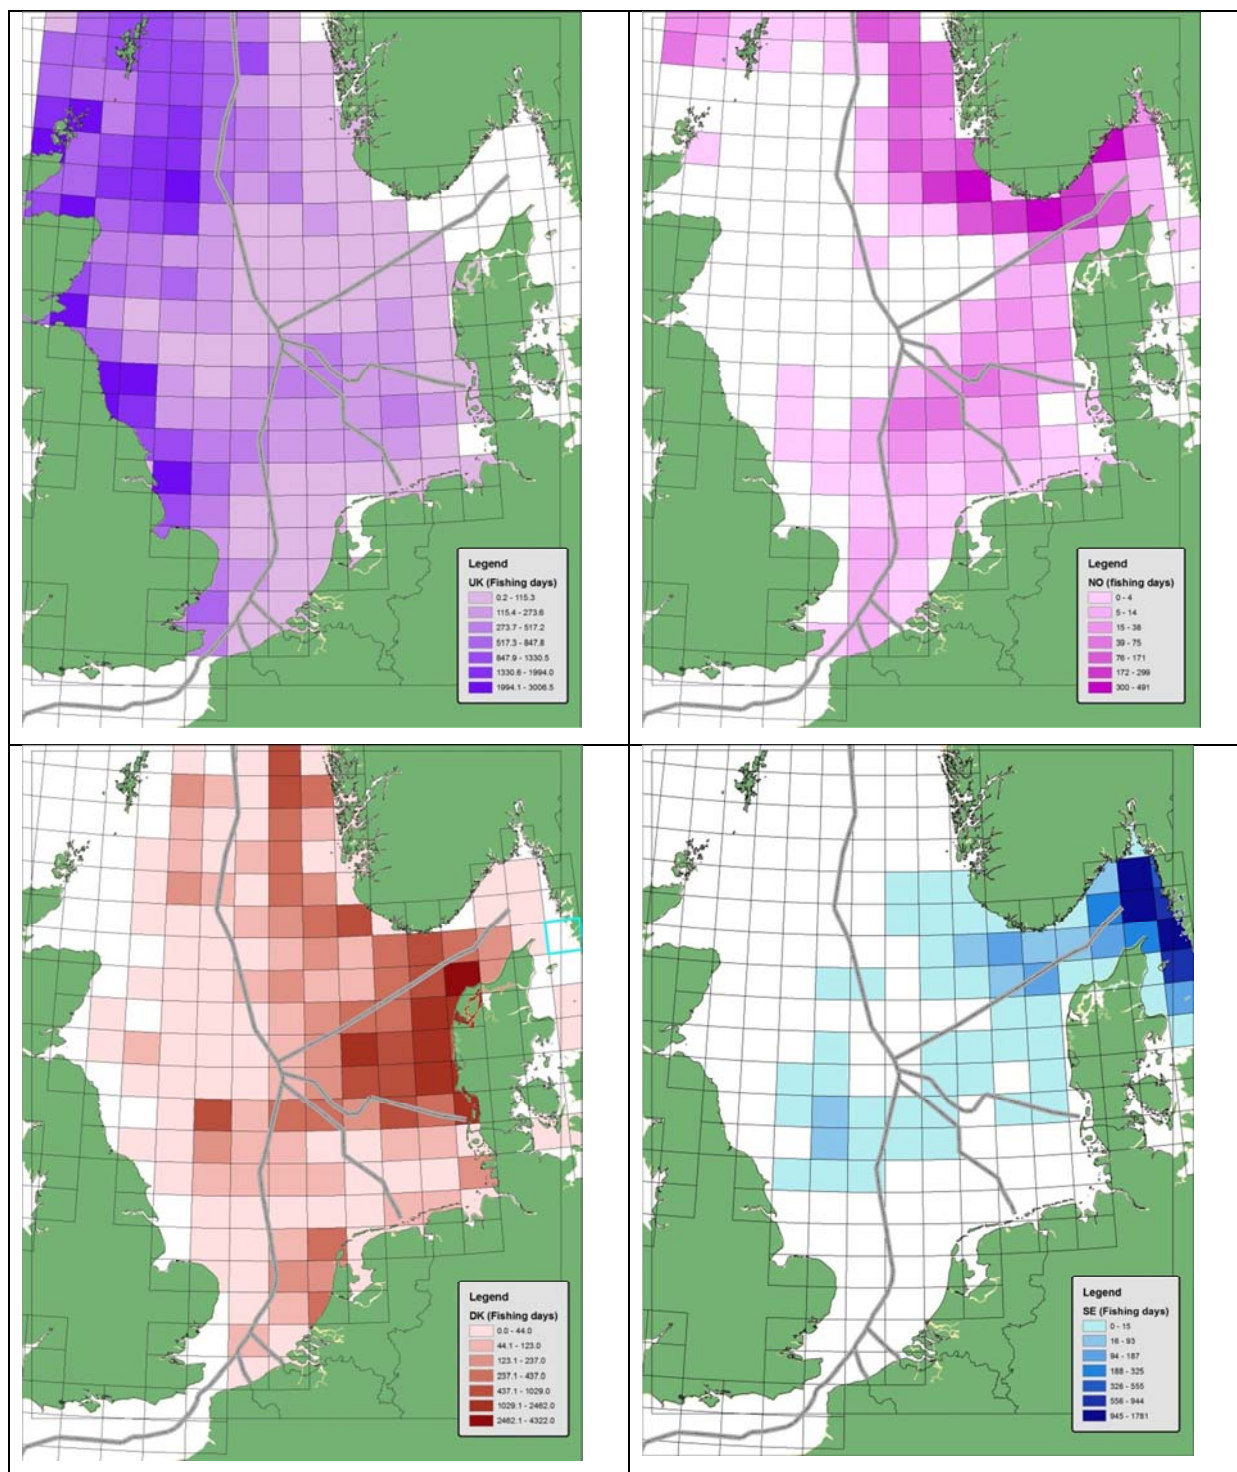 Legend
UK (Fishing days)
0.2 - 115.3
115.4 - 273.6
273.7 - 517.2
517.3 - 847.8
847.9 - 1330.5
1330.6 - 1994.0
1994.1 - 3006.5
Legend
NO (fishing days)
0 - 4
5 - 14
15 - 38
39 - 75
76 - 171
172 - 299
300 - 491
Legend
DK (Fishing days)
0.0 - 44.0
44.1 - 123.0
123.1 - 237.0
237.1 - 437.0
437.1 - 1029.0
1029.1 - 2462.0
2462.1 - 4322.0
Legend
SE (Fishing days)
0 - 15
16 - 93
94 - 187
188 - 325
326 - 555
556 - 944
945 - 1781